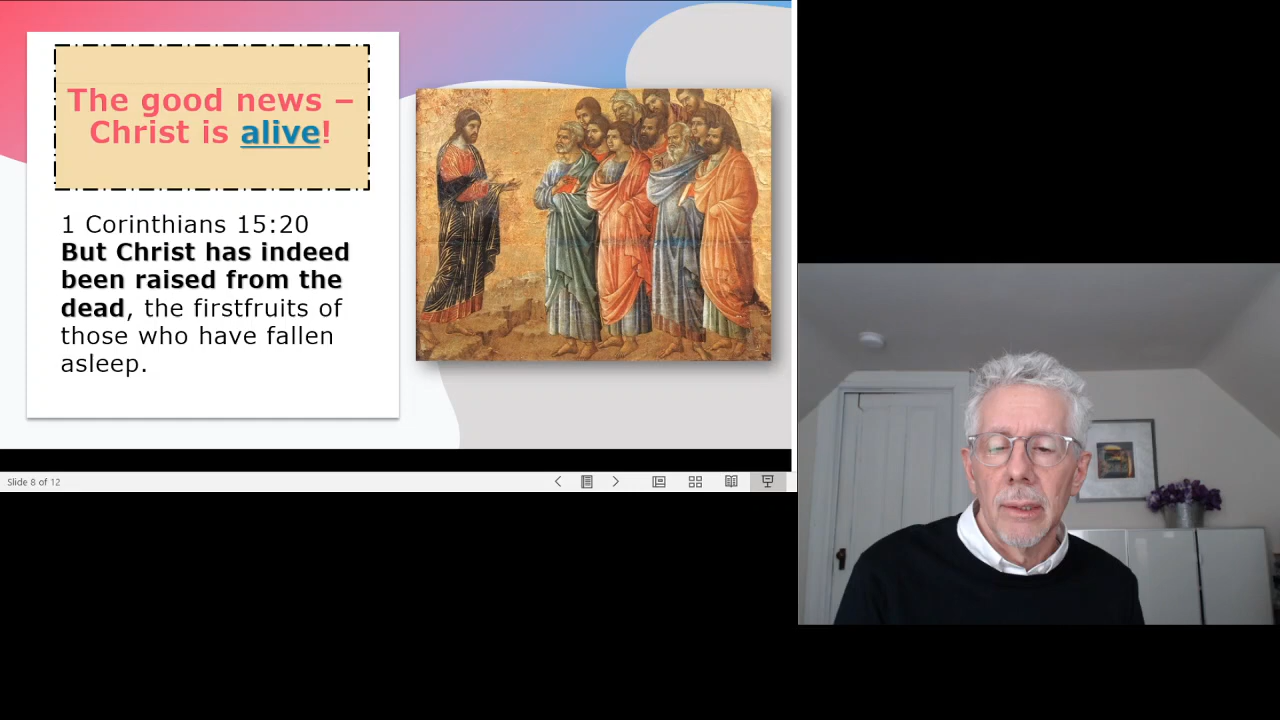 The good news –
Christ is alive!
1 Corinthians 15:20
But Christ has indeed
been raised from the
dead, the firstfruits of
those who have fallen
asleep.
Slide 8 of 12